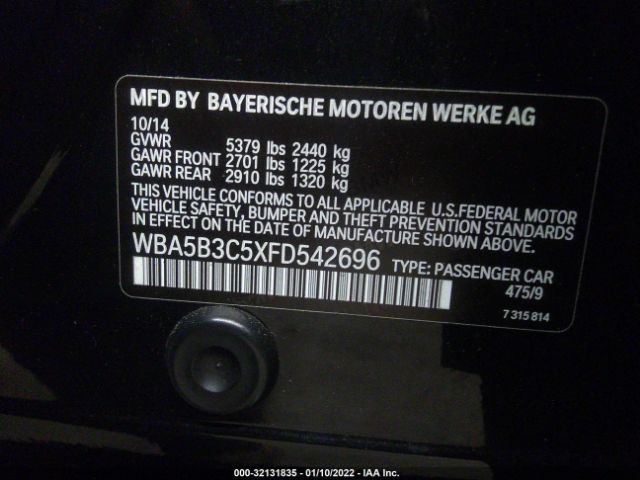 MFD BY BAYERISCHE MOTOREN WERKE AG
10/14
GVWR 5379 lbs 2440 kg
GAWR FRONT 2701 lbs 1225 kg
GAWR REAR 2910 lbs 1320 kg
THIS VEHICLE CONFORMS TO ALL APPLICABLE U.S.FEDERAL MOTOR
VEHICLE SAFETY, BUMPER AND THEFT PREVENTION STANDARDS
IN EFFECT ON THE DATE OF MANUFACTURE SHOWN ABOVE.
WBA5B3C5XFD542696 TYPE: PASSENGER CAR
475/9
7 315 814
000-32131835 - 01/10/2022 - IAA Inc.